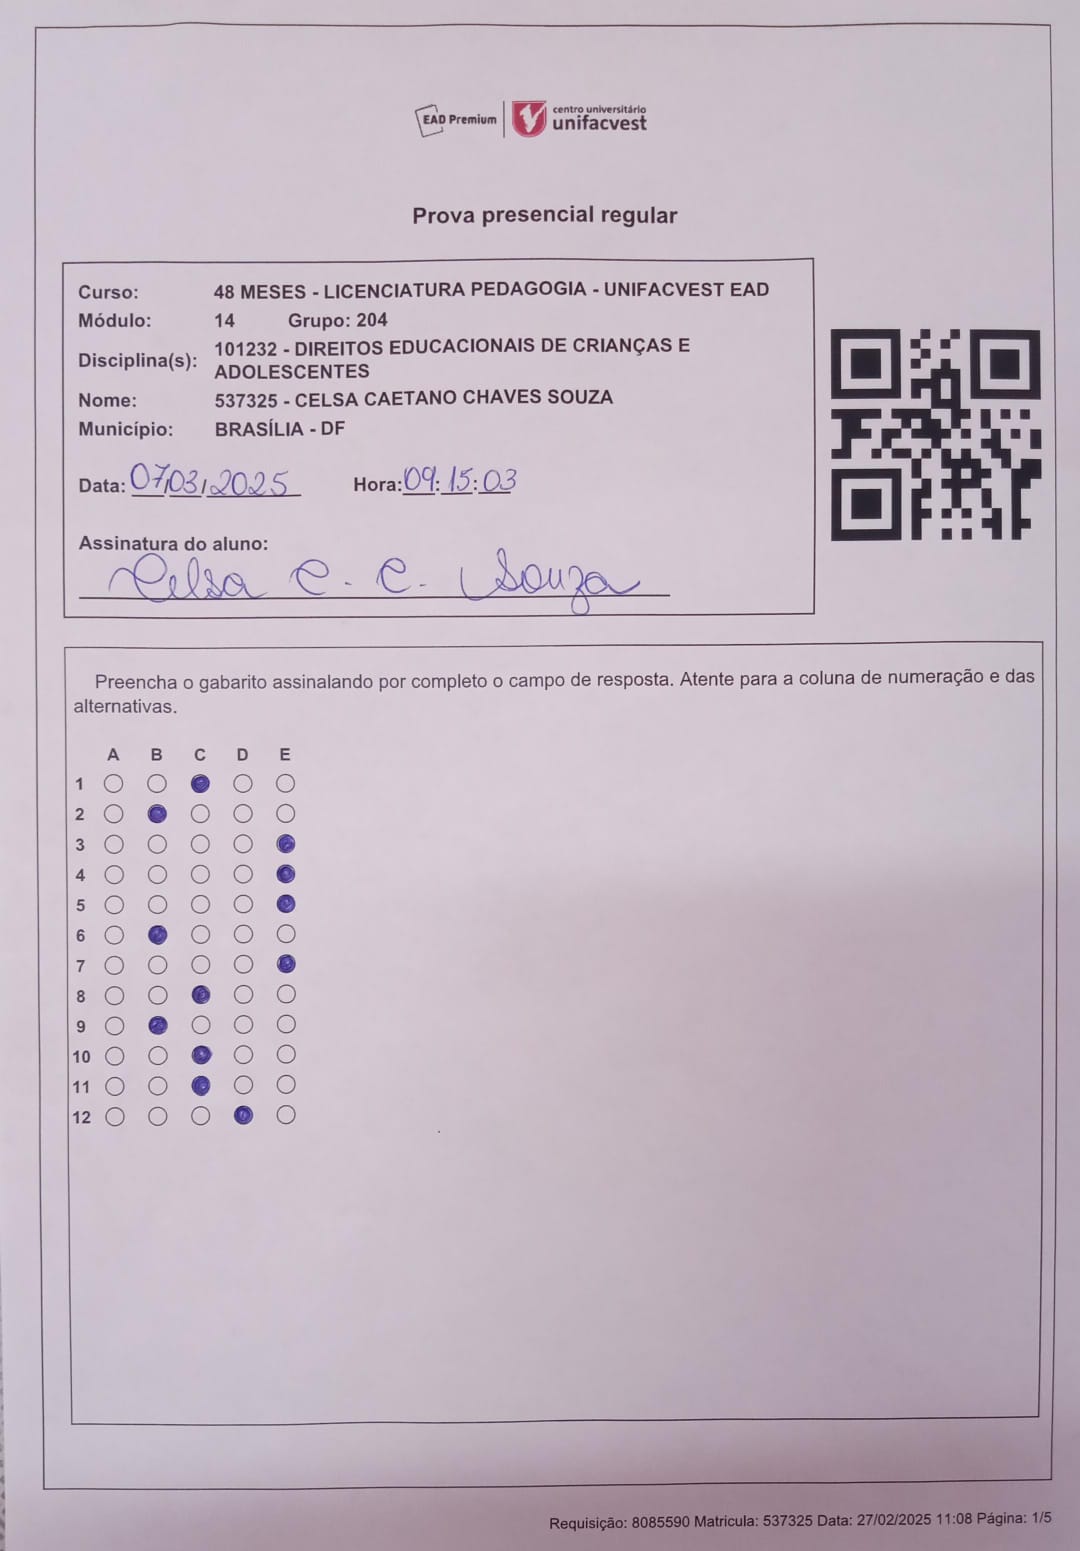 EAD Premium
centro universitário
unifacvest
Prova presencial regular
Curso: 48 MESES - LICENCIATURA PEDAGOGIA - UNIFACVEST EAD
Módulo: 14 Grupo: 204
Disciplina(s): 101232 - DIREITOS EDUCACIONAIS DE CRIANÇAS E
ADOLESCENTES
Nome: 537325 - CELSA CAETANO CHAVES SOUZA
Município: BRASÍLIA - DF
Data: 07/03/2025 Hora: 09:15:03
Assinatura do aluno:
Celsa C. C. Souza
Preencha o gabarito assinalando por completo o campo de resposta. Atente para a coluna de numeração e das
alternativas.
A B C D E
1
2
3
4
5
6
7
8
9
10
11
12
Requisição: 8085590 Matricula: 537325 Data: 27/02/2025 11:08 Página: 1/5